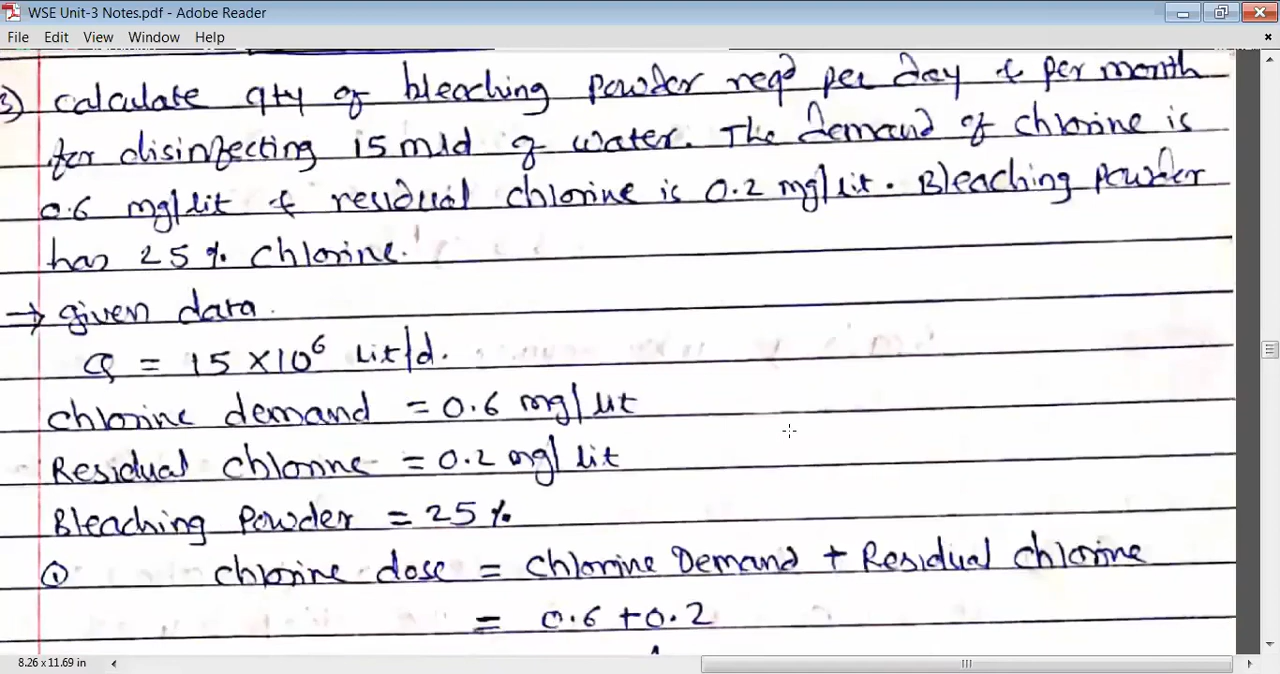 WSE Unit-3 Notes.pdf - Adobe Reader
File Edit View Window Help
3) calculate qty of bleaching powder reqd per day & per month
for disinfecting 15 mld of water. The demand of chlorine is
0.6 mg/lit & residual chlorine is 0.2 mg/lit. Bleaching powder
has 25 % chlorine.
⇒ given data.
Q = 15 × 10⁶ Lit/d.
chlorine demand = 0.6 mg/lit
Residual chlorine = 0.2 mg/lit
Bleaching Powder = 25 %.
① chlorine dose = chlorine Demand + Residual chlorine
= 0.6 + 0.2
8.26 x 11.69 in